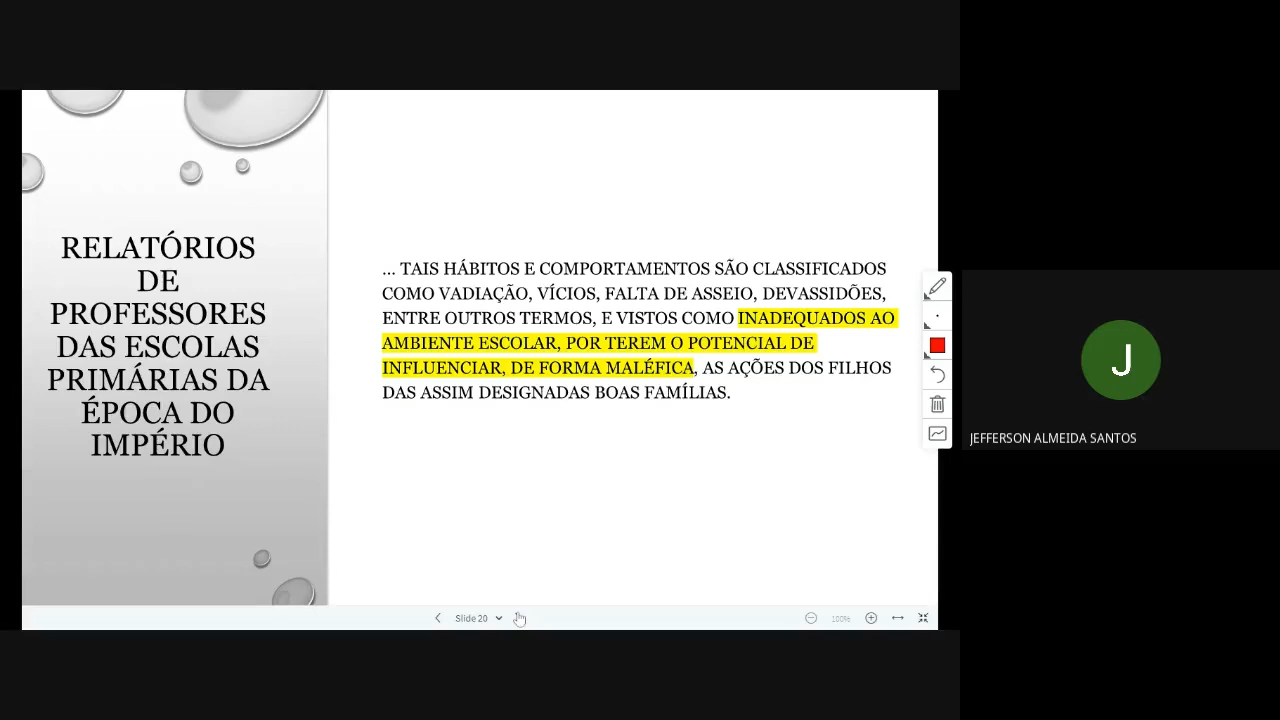 RELATÓRIOS
DE
PROFESSORES
DAS ESCOLAS
PRIMÁRIAS DA
ÉPOCA DO
IMPÉRIO
... TAIS HÁBITOS E COMPORTAMENTOS SÃO CLASSIFICADOS
COMO VADIAÇÃO, VÍCIOS, FALTA DE ASSEIO, DEVASSIDÕES,
ENTRE OUTROS TERMOS, E VISTOS COMO INADEQUADOS AO
AMBIENTE ESCOLAR, POR TEREM O POTENCIAL DE
INFLUENCIAR, DE FORMA MALÉFICA, AS AÇÕES DOS FILHOS
DAS ASSIM DESIGNADAS BOAS FAMÍLIAS.
Slide 20
100%
J
JEFFERSON ALMEIDA SANTOS